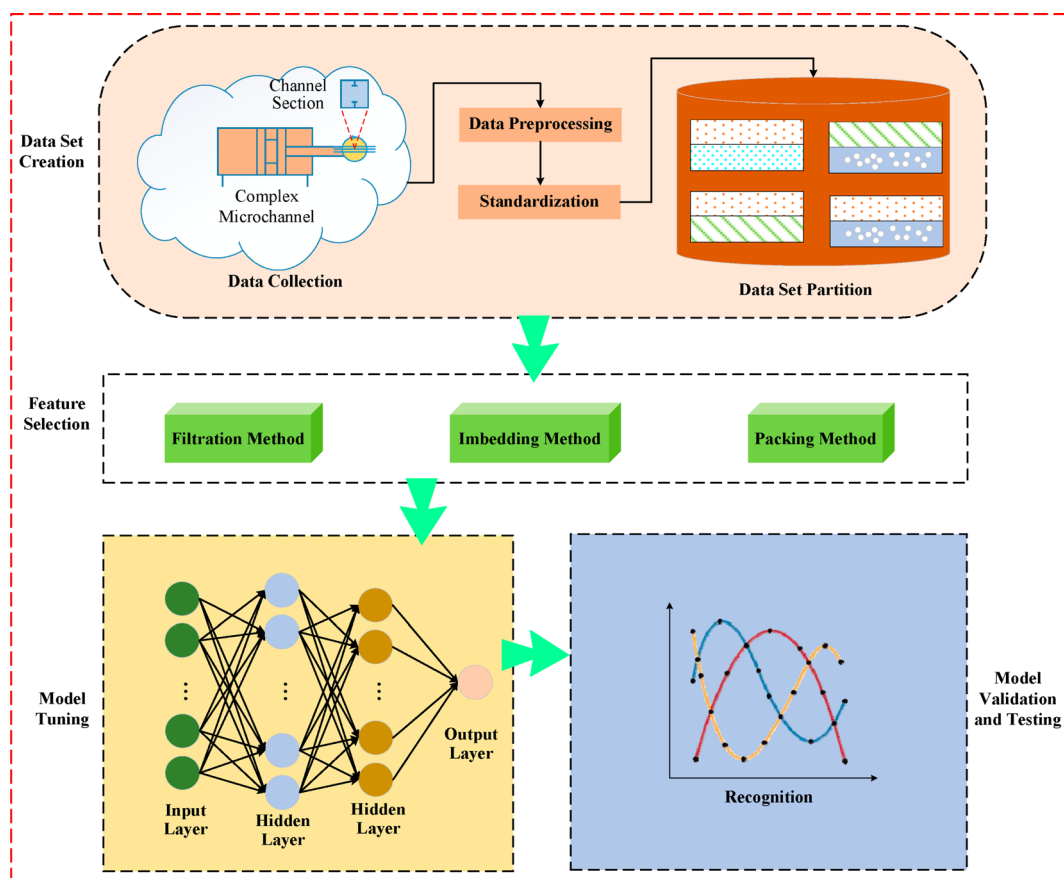 Data Set
Creation
Channel
Section
Complex
Microchannel
Data Collection
Data Preprocessing
Standardization
Data Set Partition
Feature
Selection
Filtration Method
Imbedding Method
Packing Method
Model
Tuning
Input
Layer
Hidden
Layer
Hidden
Layer
Output
Layer
Recognition
Model
Validation
and Testing